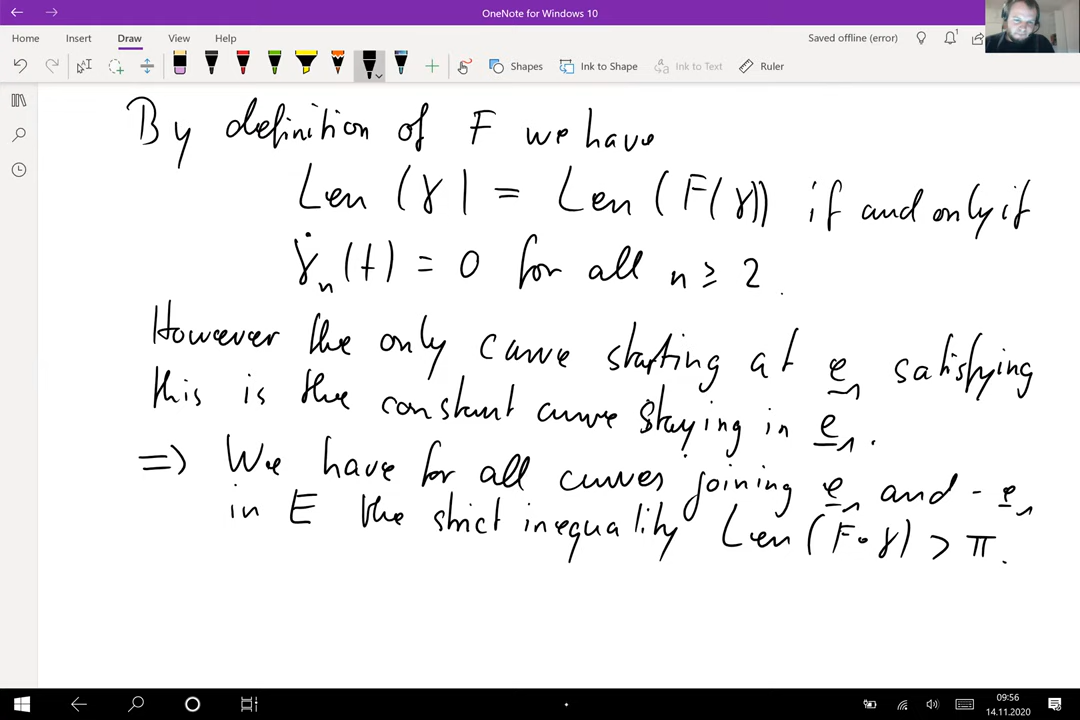 OneNote for Windows 10
Home Insert Draw View Help Saved offline (error)
Shapes Ink to Shape Ink to Text Ruler
By definition of F we have
Len (γ) = Len (F(γ)) if and only if
γ̇ₙ(t) = 0 for all n ≥ 2.
However the only curve starting at e₁ satisfying
this is the constant curve staying in e₁.
=> We have for all curves joining e₁ and -e₁
in E the strict inequality Len (F∘γ) > π.
09:56
14.11.2020